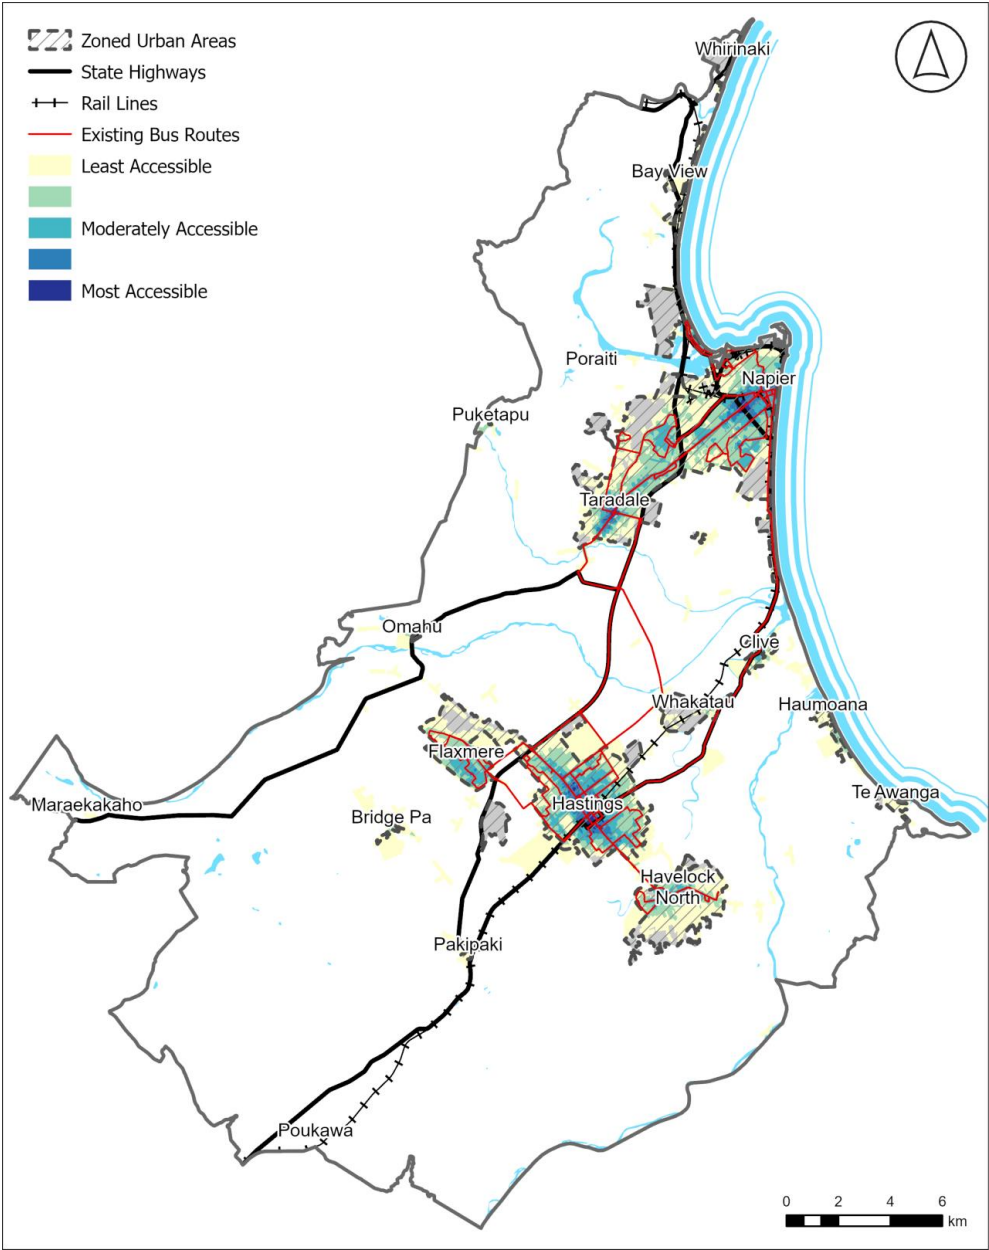 Zoned Urban Areas
State Highways
Rail Lines
Existing Bus Routes
Least Accessible
Moderately Accessible
Most Accessible
Whirinaki
Bay View
Poraiti
Napier
Puketapu
Taradale
Omahu
Clive
Whakatau
Haumoana
Flaxmere
Te Awanga
Maraekakaho
Hastings
Bridge Pa
Havelock
North
Pakipaki
Poukawa
0 2 4 6
km